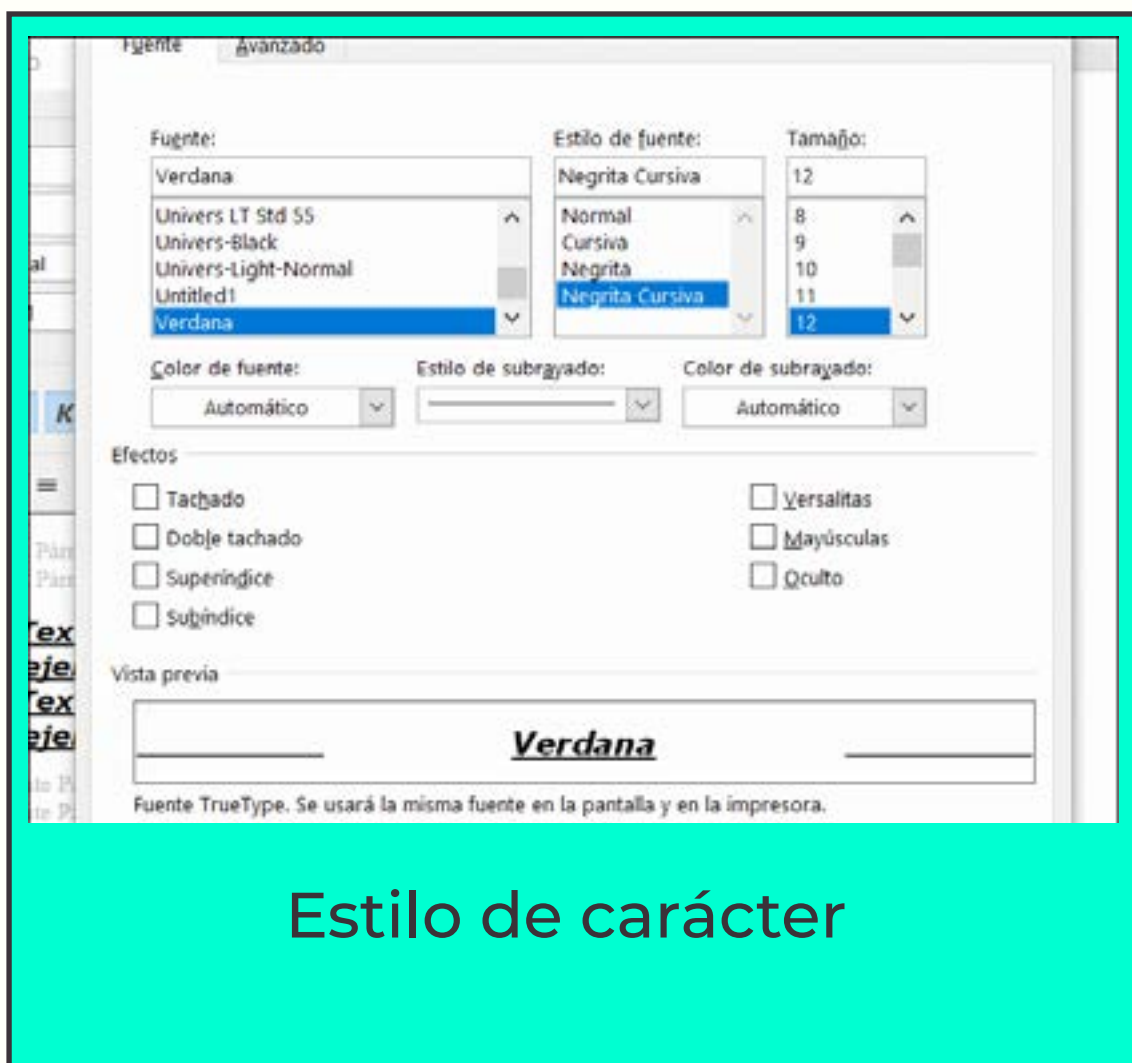 Fuente Avanzado
Fuente: Estilo de fuente: Tamaño:
Verdana Negrita Cursiva 12
Univers LT Std 55 Normal 8
Univers-Black Cursiva 9
Univers-Light-Normal Negrita 10
Untitled1 Negrita Cursiva 11
Verdana 12
Color de fuente: Estilo de subrayado: Color de subrayado:
Automático Automático
K
Efectos
Tachado Versalitas
Doble tachado Mayúsculas
Superíndice Oculto
Subíndice
Vista previa
Verdana
Fuente TrueType. Se usará la misma fuente en la pantalla y en la impresora.
Estilo de carácter